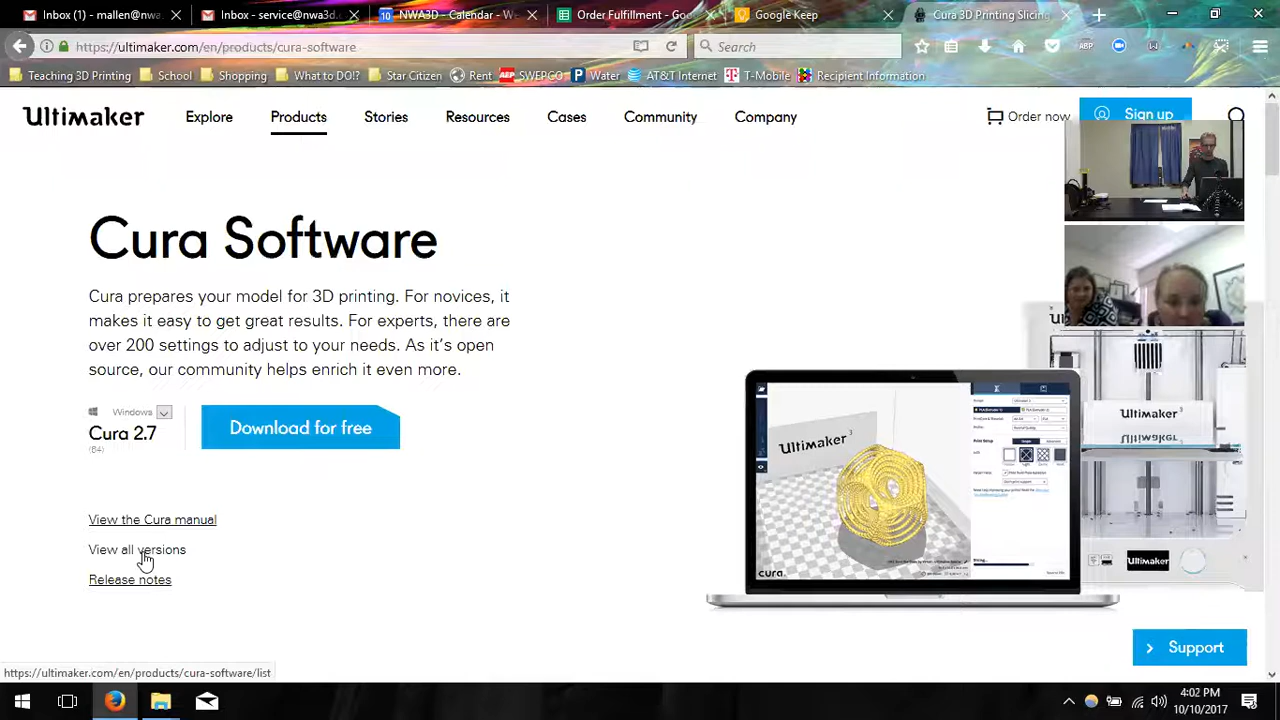 Inbox (1) - mallen@nwa
Inbox - service@nwa3d.c
NWA3D - Calendar - We
Order Fulfillment - Goo
Google Keep
Cura 3D Printing Slicing
https://ultimaker.com/en/products/cura-software
Search
Teaching 3D Printing
School
Shopping
What to DO!?
Star Citizen
Rent
SWEPCO
Water
AT&T Internet
T-Mobile
Recipient Information
Ultimaker
Explore
Products
Stories
Resources
Cases
Community
Company
Order now
Sign up
Cura Software
Cura prepares your model for 3D printing. For novices, it
makes it easy to get great results. For experts, there are
over 200 settings to adjust to your needs. As it's open
source, our community helps enrich it even more.
Windows
Cura 2.7
(64)
Download for free
View the Cura manual
View all versions
Release notes
Ultimaker³
cura.
Ultimaker³
Ultimaker
Support
https://ultimaker.com/en/products/cura-software/list
4:02 PM
10/10/2017